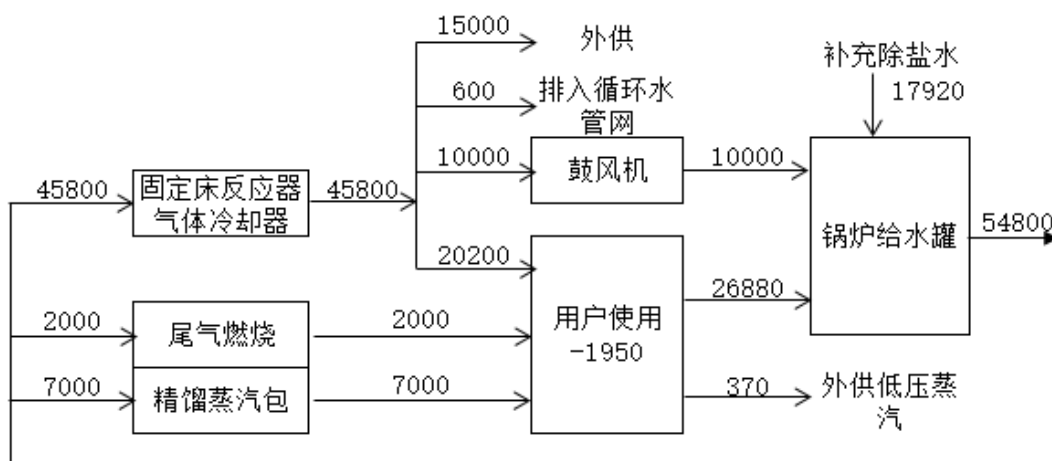 15000
外供
600
排入循环水
管网
补充除盐水
17920
10000
鼓风机
10000
45800
固定床反应器
气体冷却器
45800
锅炉给水罐
54800
20200
26880
2000
尾气燃烧
2000
用户使用
-1950
7000
精馏蒸汽包
7000
370
外供低压蒸
汽